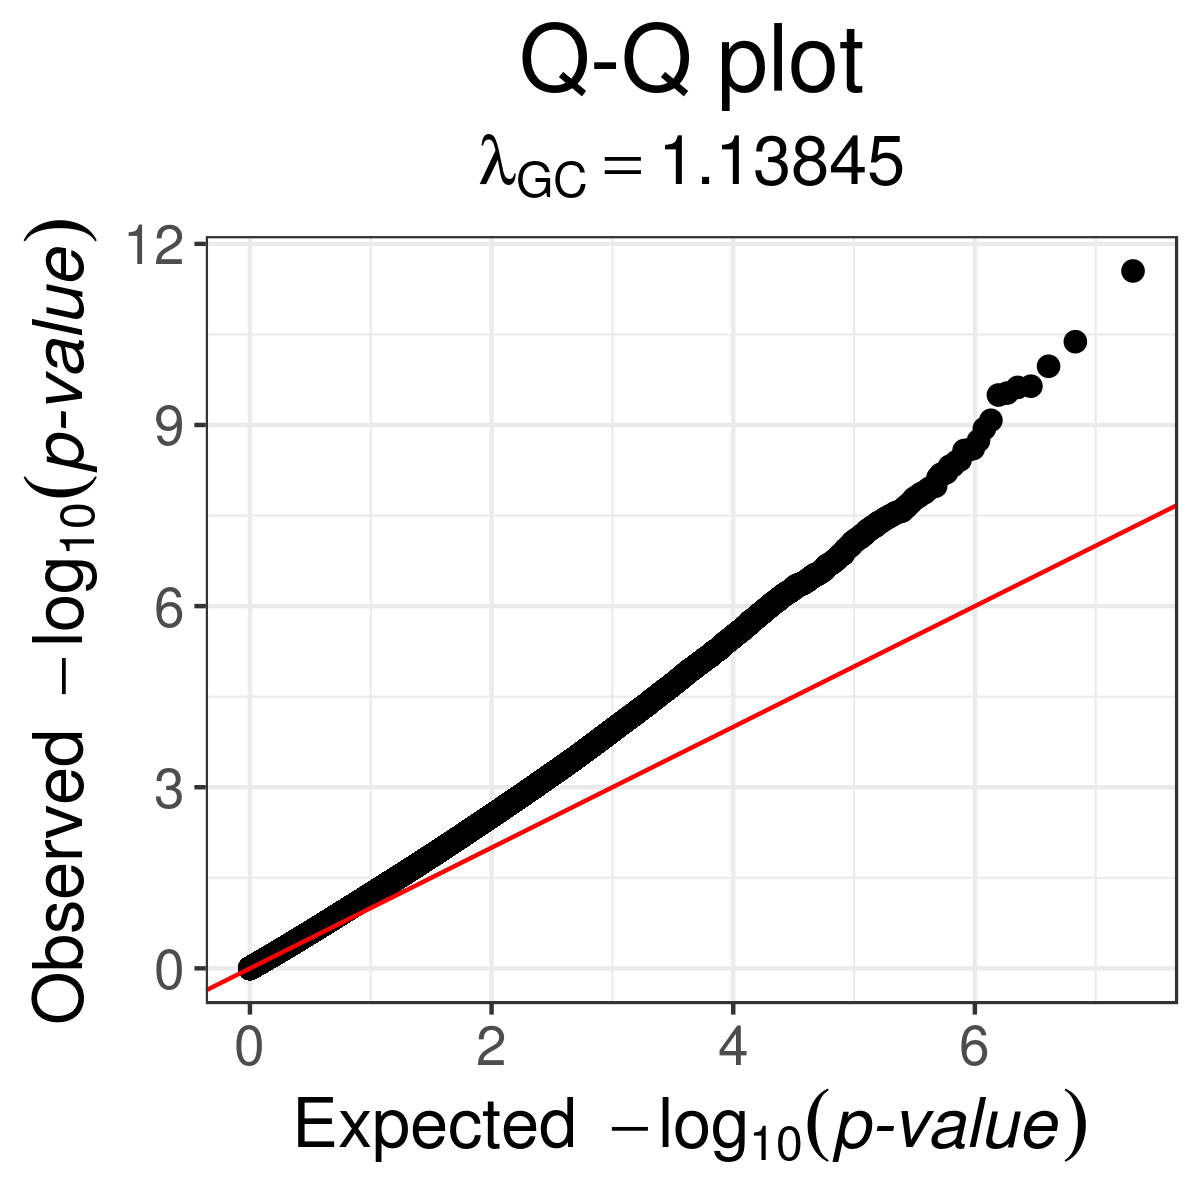 Q-Q plot
λGC = 1.13845
Observed −log10(p-value)
12
9
6
3
0
0 2 4 6
Expected −log10(p-value)